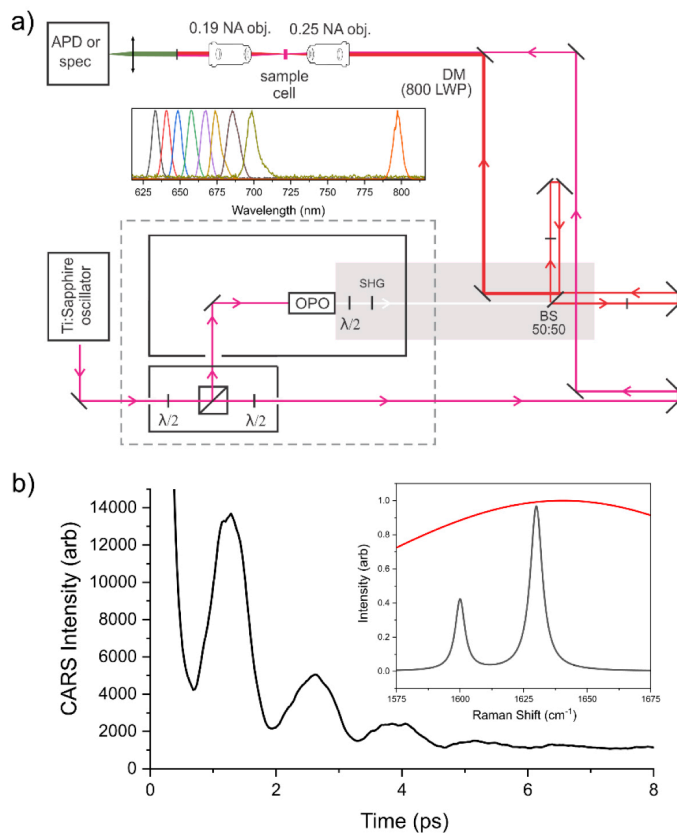 a)
APD or
spec
0.19 NA obj.
0.25 NA obj.
sample
cell
DM
(800 LWP)
625 650 675 700 725 750 775 800
Wavelength (nm)
Ti:Sapphire
oscillator
OPO
SHG
λ/2
BS
50:50
λ/2
λ/2
b)
CARS Intensity (arb)
14000
12000
10000
8000
6000
4000
2000
0
0 2 4 6 8
Time (ps)
Intensity (arb)
1.0
0.8
0.6
0.4
0.2
0.0
1575 1600 1625 1650 1675
Raman Shift (cm⁻¹)